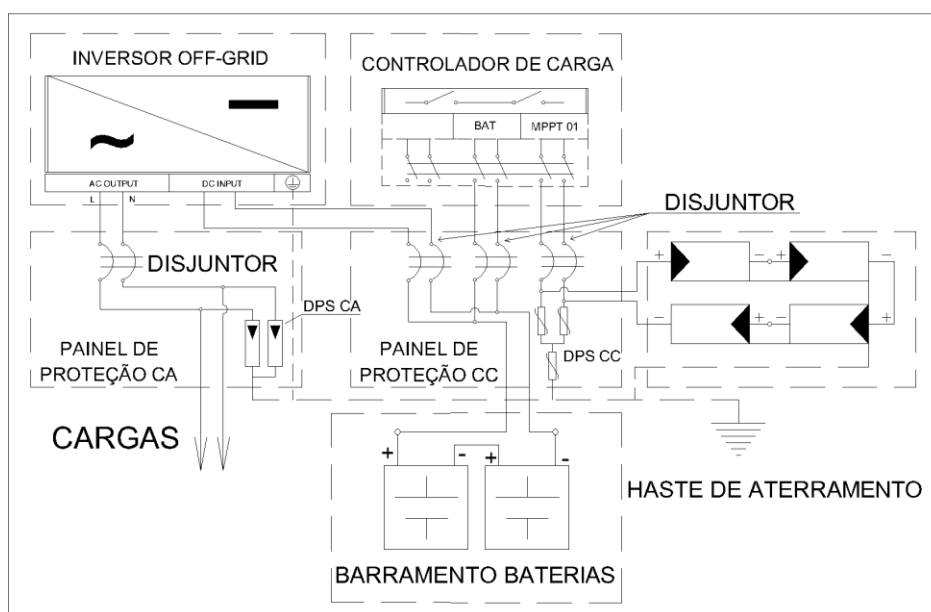 INVERSOR OFF-GRID
CONTROLADOR DE CARGA
BAT
MPPT 01
AC OUTPUT
DC INPUT
L
N
DISJUNTOR
DISJUNTOR
+
-
+
-
DPS CA
-
+
-
+
PAINEL DE
PROTEÇÃO CA
PAINEL DE
PROTEÇÃO CC
DPS CC
CARGAS
+
-
+
-
HASTE DE ATERRAMENTO
BARRAMENTO BATERIAS